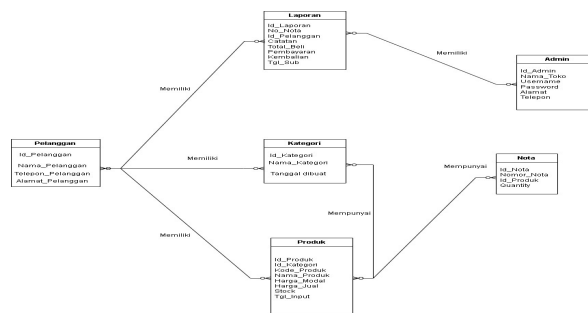 Laporan
Id_Laporan
No_Nota
Id_Pelanggan
Catatan
Total_Beli
Pembayaran
Kembalian
Tgl_Sub
Memiliki
Admin
Id_Admin
Nama_Toko
Username
Password
Alamat
Telepon
Memiliki
Pelanggan
Id_Pelanggan
Nama_Pelanggan
Telepon_Pelanggan
Alamat_Pelanggan
Memiliki
Kategori
Id_Kategori
Nama_Kategori
Tanggal dibuat
Mempunyai
Nota
Id_Nota
Nomor_Nota
Id_Produk
Quantity
Mempunyai
Memiliki
Produk
Id_Produk
Id_Kategori
Kode_Produk
Nama_Produk
Harga_Modal
Harga_Jual
Stock
Tgl_Input